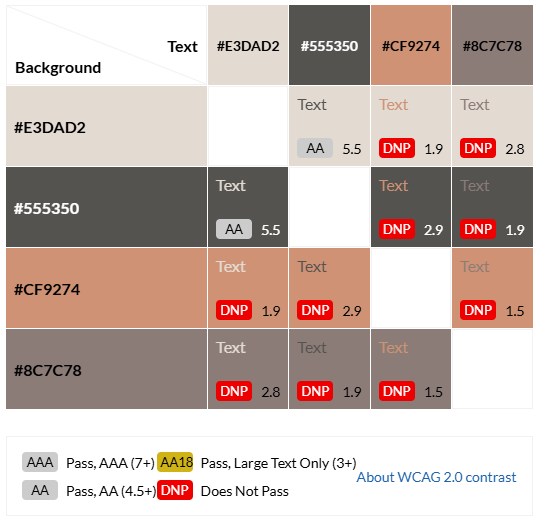 Text
Background
#E3DAD2 #555350 #CF9274 #8C7C78
#E3DAD2
Text Text Text
AA 5.5 DNP 1.9 DNP 2.8
#555350
Text Text Text
AA 5.5 DNP 2.9 DNP 1.9
#CF9274
Text Text Text
DNP 1.9 DNP 2.9 DNP 1.5
#8C7C78
Text Text Text
DNP 2.8 DNP 1.9 DNP 1.5
AAA Pass, AAA (7+) AA18 Pass, Large Text Only (3+)
AA Pass, AA (4.5+) DNP Does Not Pass
About WCAG 2.0 contrast